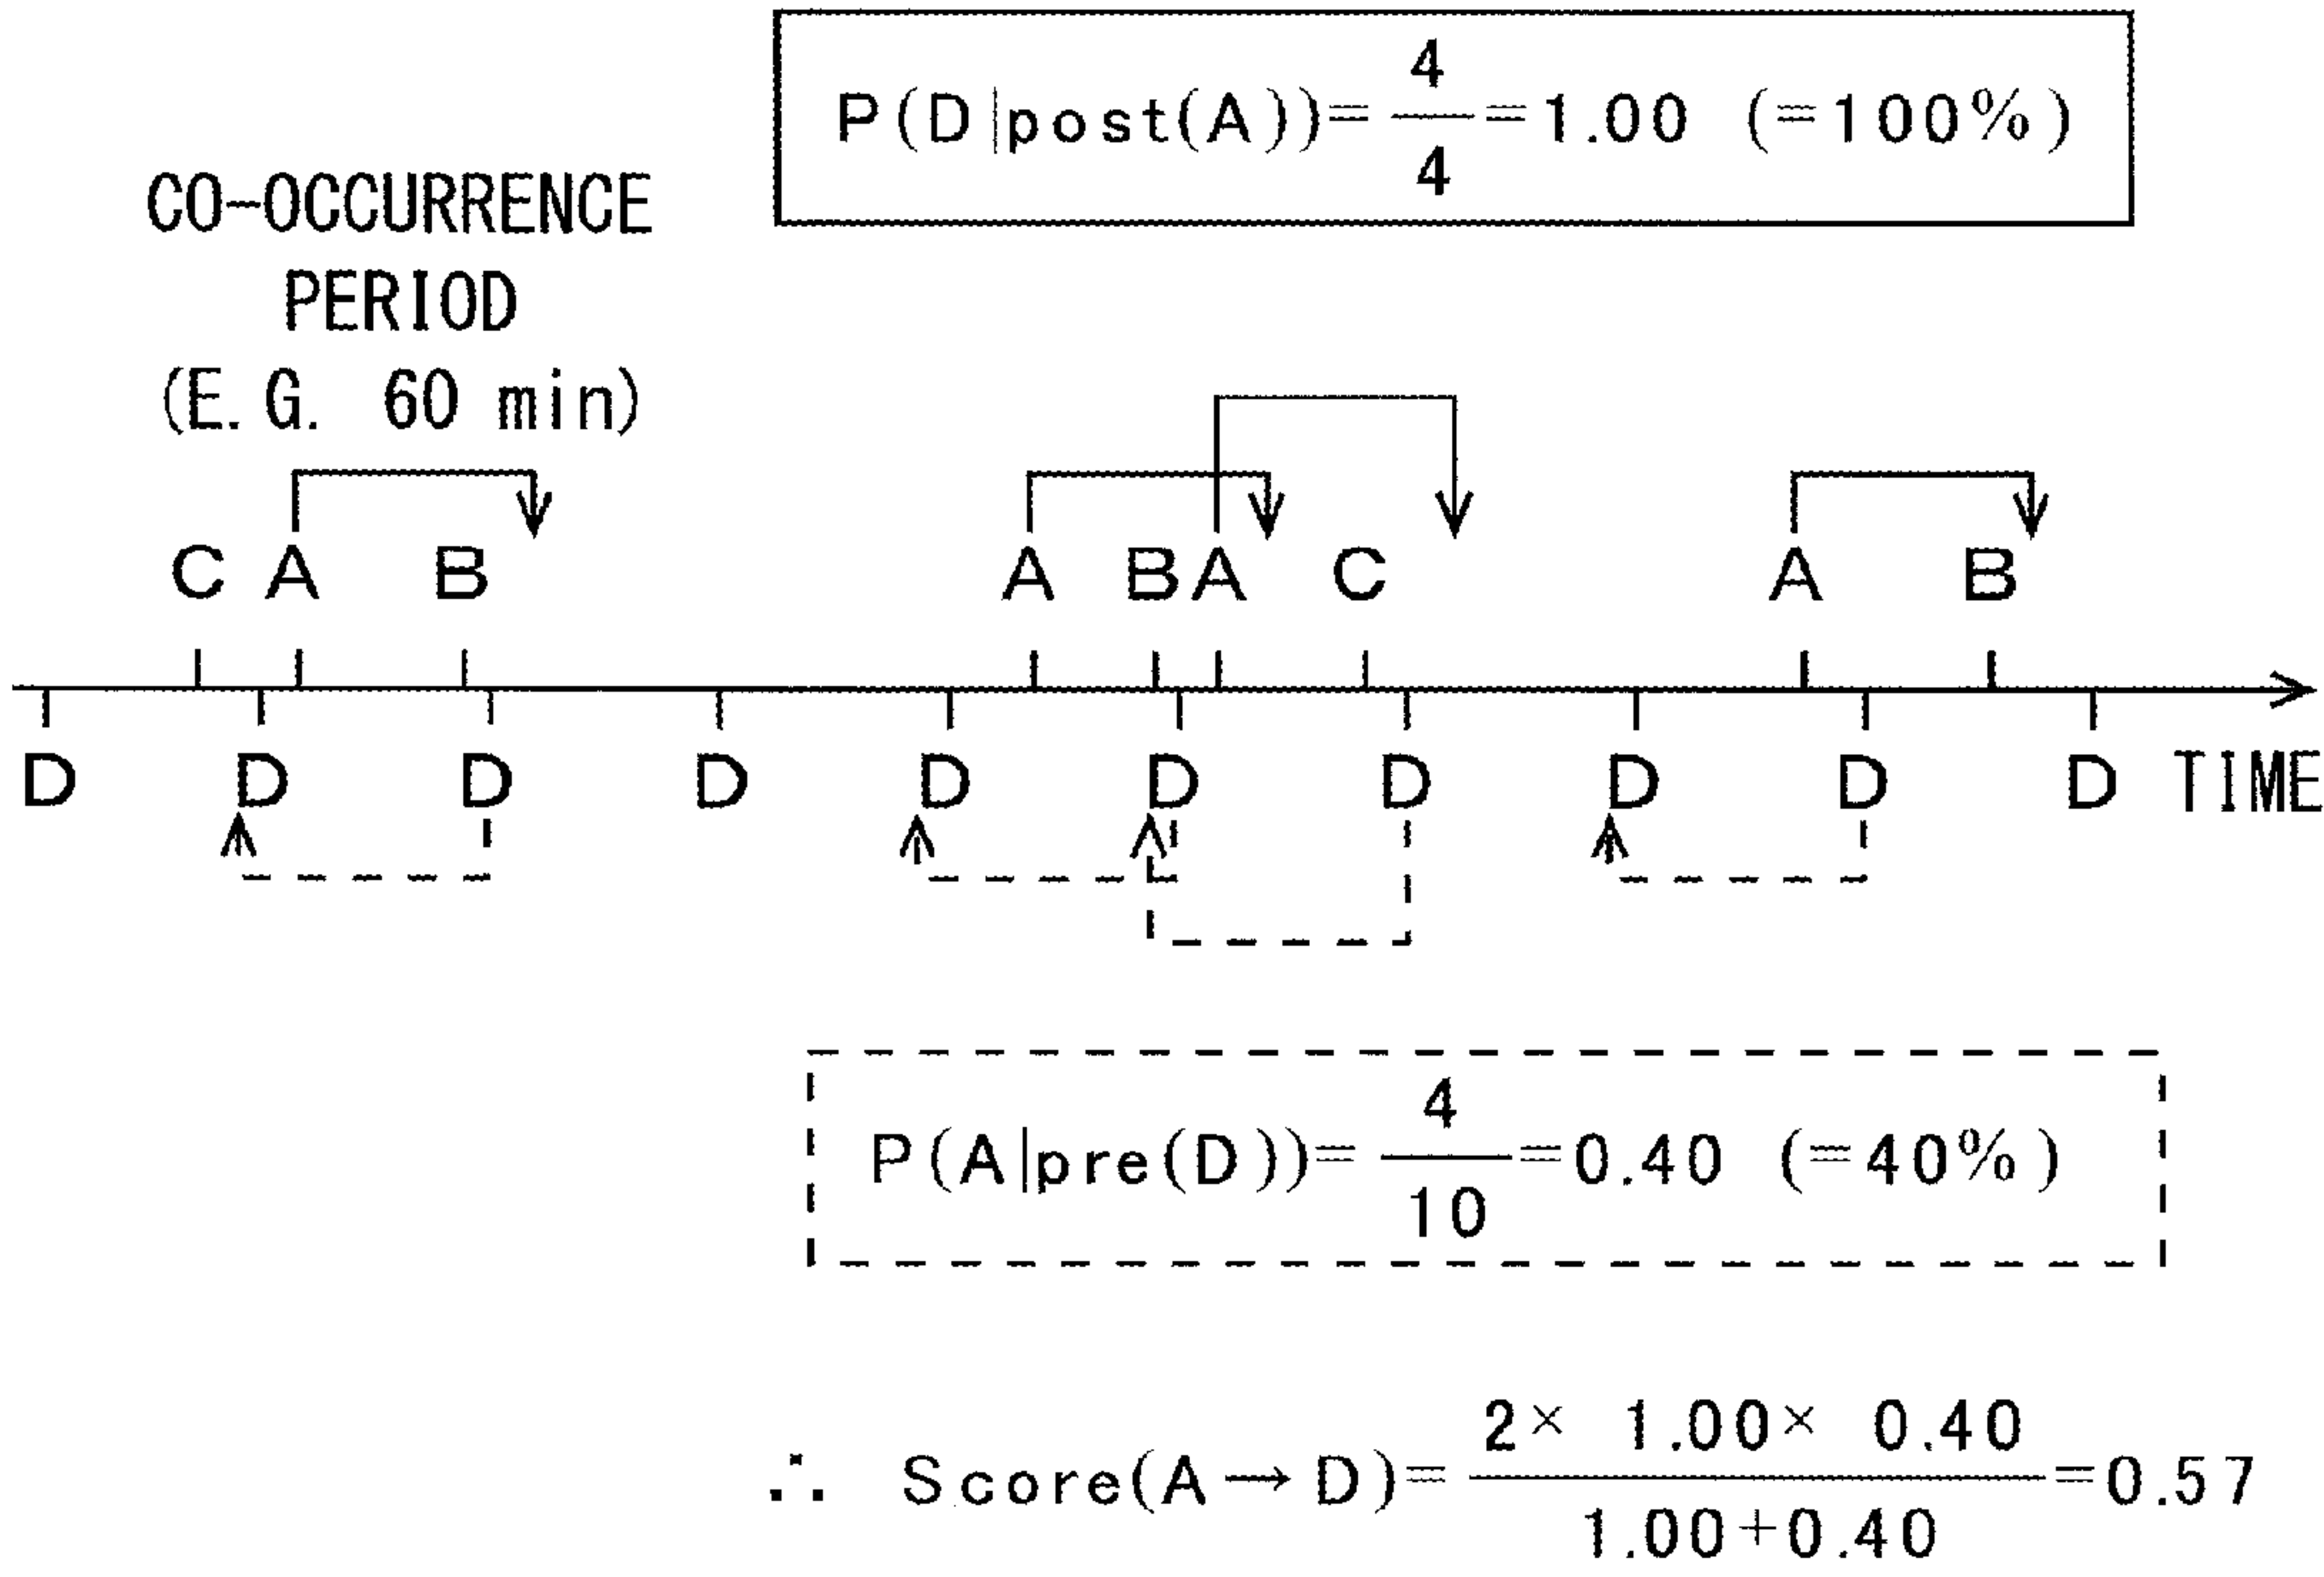 P(D|post(A))=4/4=1.00 (=100%)
CO-OCCURRENCE
PERIOD
(E.G. 60 min)
C A B A B A C A B
D D D D D D D D D D TIME
P(A|pre(D))=4/10=0.40 (=40%)
∴ Score(A→D)=2× 1.00× 0.40/1.00+0.40=0.57